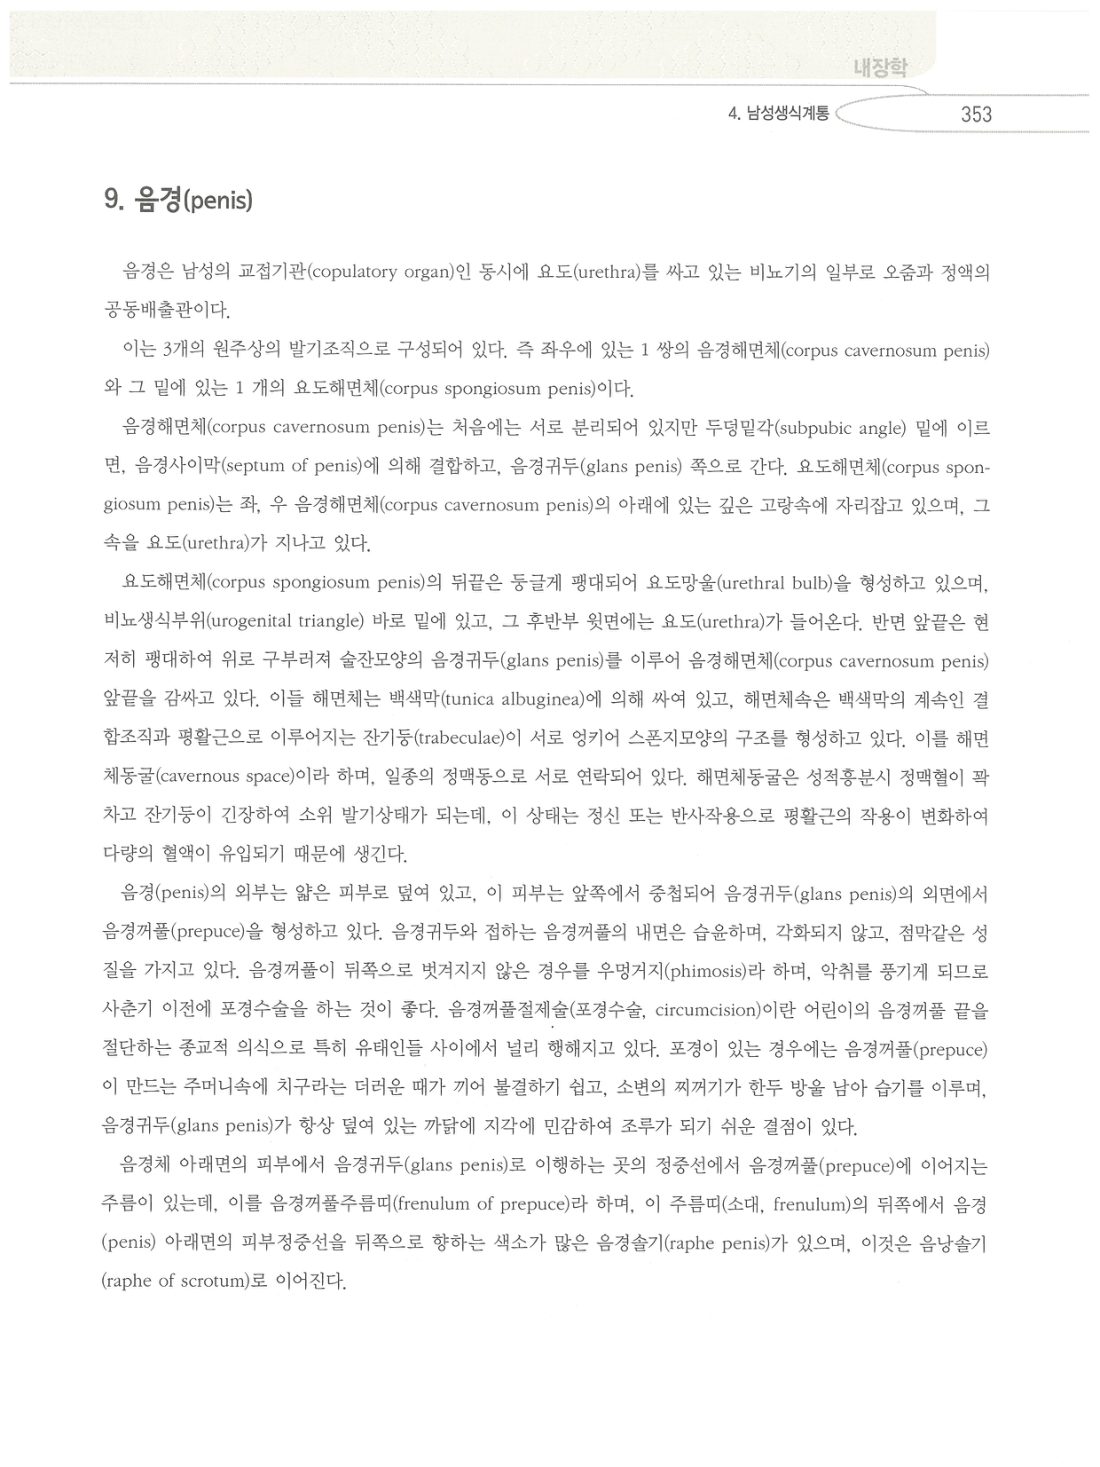 내장학
4. 남성생식계통
353
9. 음경(penis)
음경은 남성의 교접기관(copulatory organ)인 동시에 요도(urethra)를 싸고 있는 비뇨기의 일부로 오줌과 정액의
공동배출관이다.
이는 3개의 원주상의 발기조직으로 구성되어 있다. 즉 좌우에 있는 1 쌍의 음경해면체(corpus cavernosum penis)
와 그 밑에 있는 1 개의 요도해면체(corpus spongiosum penis)이다.
음경해면체(corpus cavernosum penis)는 처음에는 서로 분리되어 있지만 두덩밑각(subpubic angle) 밑에 이르
면, 음경사이막(septum of penis)에 의해 결합하고, 음경귀두(glans penis) 쪽으로 간다. 요도해면체(corpus spon-
giosum penis)는 좌, 우 음경해면체(corpus cavernosum penis)의 아래에 있는 깊은 고랑속에 자리잡고 있으며, 그
속을 요도(urethra)가 지나고 있다.
요도해면체(corpus spongiosum penis)의 뒤끝은 둥글게 팽대되어 요도망울(urethral bulb)을 형성하고 있으며,
비뇨생식부위(urogenital triangle) 바로 밑에 있고, 그 후반부 윗면에는 요도(urethra)가 들어온다. 반면 앞끝은 현
저히 팽대하여 위로 구부러져 술잔모양의 음경귀두(glans penis)를 이루어 음경해면체(corpus cavernosum penis)
앞끝을 감싸고 있다. 이들 해면체는 백색막(tunica albuginea)에 의해 싸여 있고, 해면체속은 백색막의 계속인 결
합조직과 평활근으로 이루어지는 잔기둥(trabeculae)이 서로 엉키어 스폰지모양의 구조를 형성하고 있다. 이를 해면
체동굴(cavernous space)이라 하며, 일종의 정맥동으로 서로 연락되어 있다. 해면체동굴은 성적흥분시 정맥혈이 꽉
차고 잔기둥이 긴장하여 소위 발기상태가 되는데, 이 상태는 정신 또는 반사작용으로 평활근의 작용이 변화하여
다량의 혈액이 유입되기 때문에 생긴다.
음경(penis)의 외부는 얇은 피부로 덮여 있고, 이 피부는 앞쪽에서 중첩되어 음경귀두(glans penis)의 외면에서
음경꺼풀(prepuce)을 형성하고 있다. 음경귀두와 접하는 음경꺼풀의 내면은 습윤하며, 각화되지 않고, 점막같은 성
질을 가지고 있다. 음경꺼풀이 뒤쪽으로 벗겨지지 않은 경우를 우멍거지(phimosis)라 하며, 악취를 풍기게 되므로
사춘기 이전에 포경수술을 하는 것이 좋다. 음경꺼풀절제술(포경수술, circumcision)이란 어린이의 음경꺼풀 끝을
절단하는 종교적 의식으로 특히 유태인들 사이에서 널리 행해지고 있다. 포경이 있는 경우에는 음경꺼풀(prepuce)
이 만드는 주머니속에 치구라는 더러운 때가 끼어 불결하기 쉽고, 소변의 찌꺼기가 한두 방울 남아 습기를 이루며,
음경귀두(glans penis)가 항상 덮여 있는 까닭에 지각에 민감하여 조루가 되기 쉬운 결점이 있다.
음경체 아래면의 피부에서 음경귀두(glans penis)로 이행하는 곳의 정중선에서 음경꺼풀(prepuce)에 이어지는
주름이 있는데, 이를 음경꺼풀주름띠(frenulum of prepuce)라 하며, 이 주름띠(소대, frenulum)의 뒤쪽에서 음경
(penis) 아래면의 피부정중선을 뒤쪽으로 향하는 색소가 많은 음경솔기(raphe penis)가 있으며, 이것은 음낭솔기
(raphe of scrotum)로 이어진다.